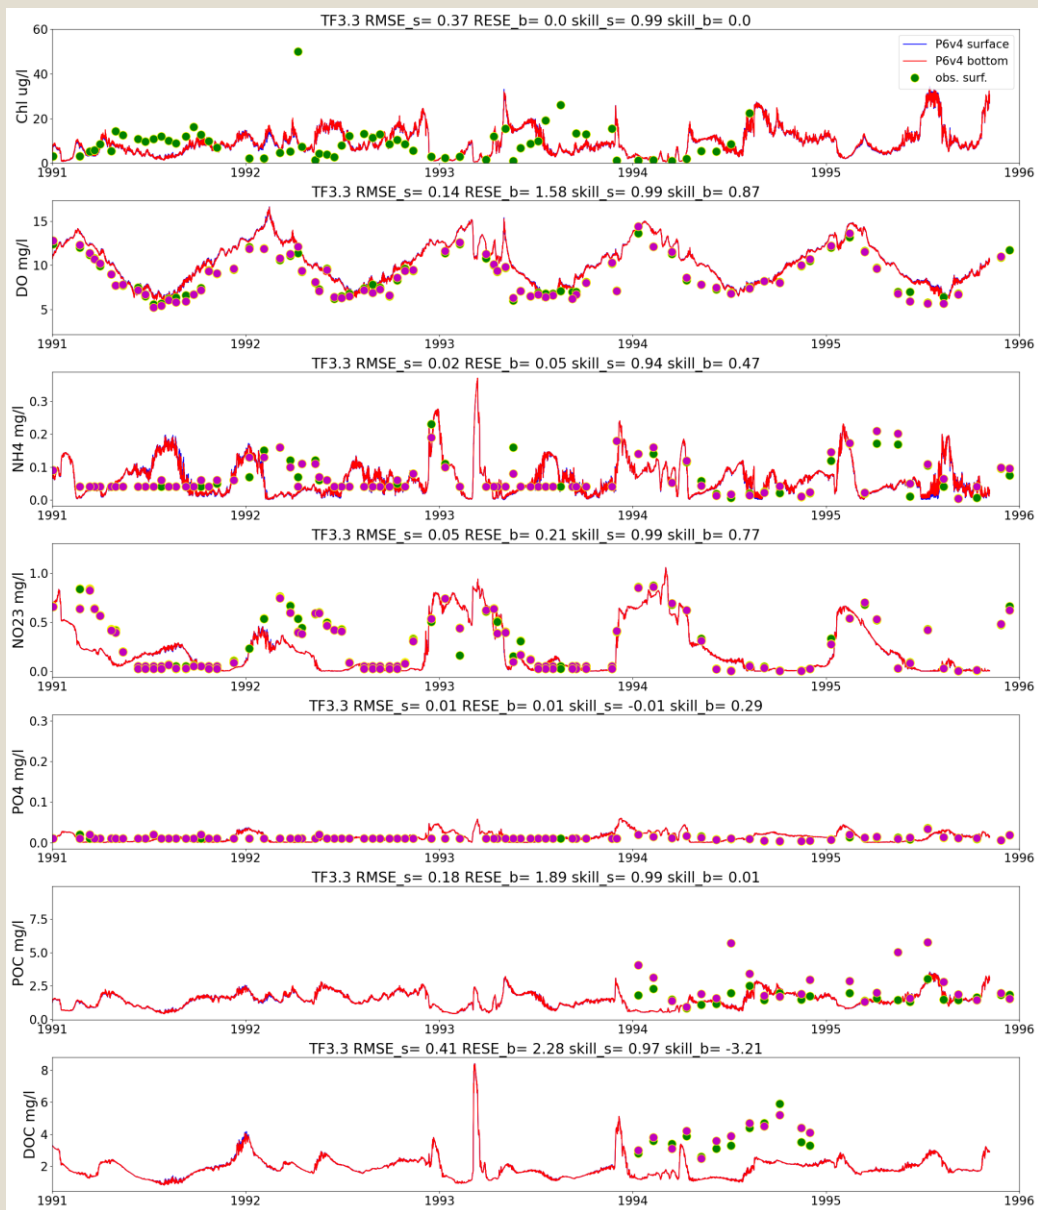 TF3.3 RMSE_s= 0.37 RESE_b= 0.0 skill_s= 0.99 skill_b= 0.0
60
40
20
0
Chl ug/l
P6v4 surface
P6v4 bottom
obs. surf.
1991 1992 1993 1994 1995 1996
TF3.3 RMSE_s= 0.14 RESE_b= 1.58 skill_s= 0.99 skill_b= 0.87
15
10
5
DO mg/l
1991 1992 1993 1994 1995 1996
TF3.3 RMSE_s= 0.02 RESE_b= 0.05 skill_s= 0.94 skill_b= 0.47
0.3
0.2
0.1
0.0
NH4 mg/l
1991 1992 1993 1994 1995 1996
TF3.3 RMSE_s= 0.05 RESE_b= 0.21 skill_s= 0.99 skill_b= 0.77
1.0
0.5
0.0
NO23 mg/l
1991 1992 1993 1994 1995 1996
TF3.3 RMSE_s= 0.01 RESE_b= 0.01 skill_s= -0.01 skill_b= 0.29
0.3
0.2
0.1
0.0
PO4 mg/l
1991 1992 1993 1994 1995 1996
TF3.3 RMSE_s= 0.18 RESE_b= 1.89 skill_s= 0.99 skill_b= 0.01
7.5
5.0
2.5
0.0
POC mg/l
1991 1992 1993 1994 1995 1996
TF3.3 RMSE_s= 0.41 RESE_b= 2.28 skill_s= 0.97 skill_b= -3.21
8
6
4
2
DOC mg/l
1991 1992 1993 1994 1995 1996